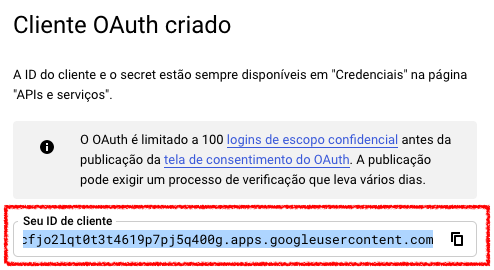 Cliente OAuth criado
A ID do cliente e o secret estão sempre disponíveis em "Credenciais" na página
"APIs e serviços".
O OAuth é limitado a 100 logins de escopo confidencial antes da
publicação da tela de consentimento do OAuth. A publicação
pode exigir um processo de verificação que leva vários dias.
Seu ID de cliente
cfjo2lqt0t3t4619p7pj5q400g.apps.googleusercontent.com